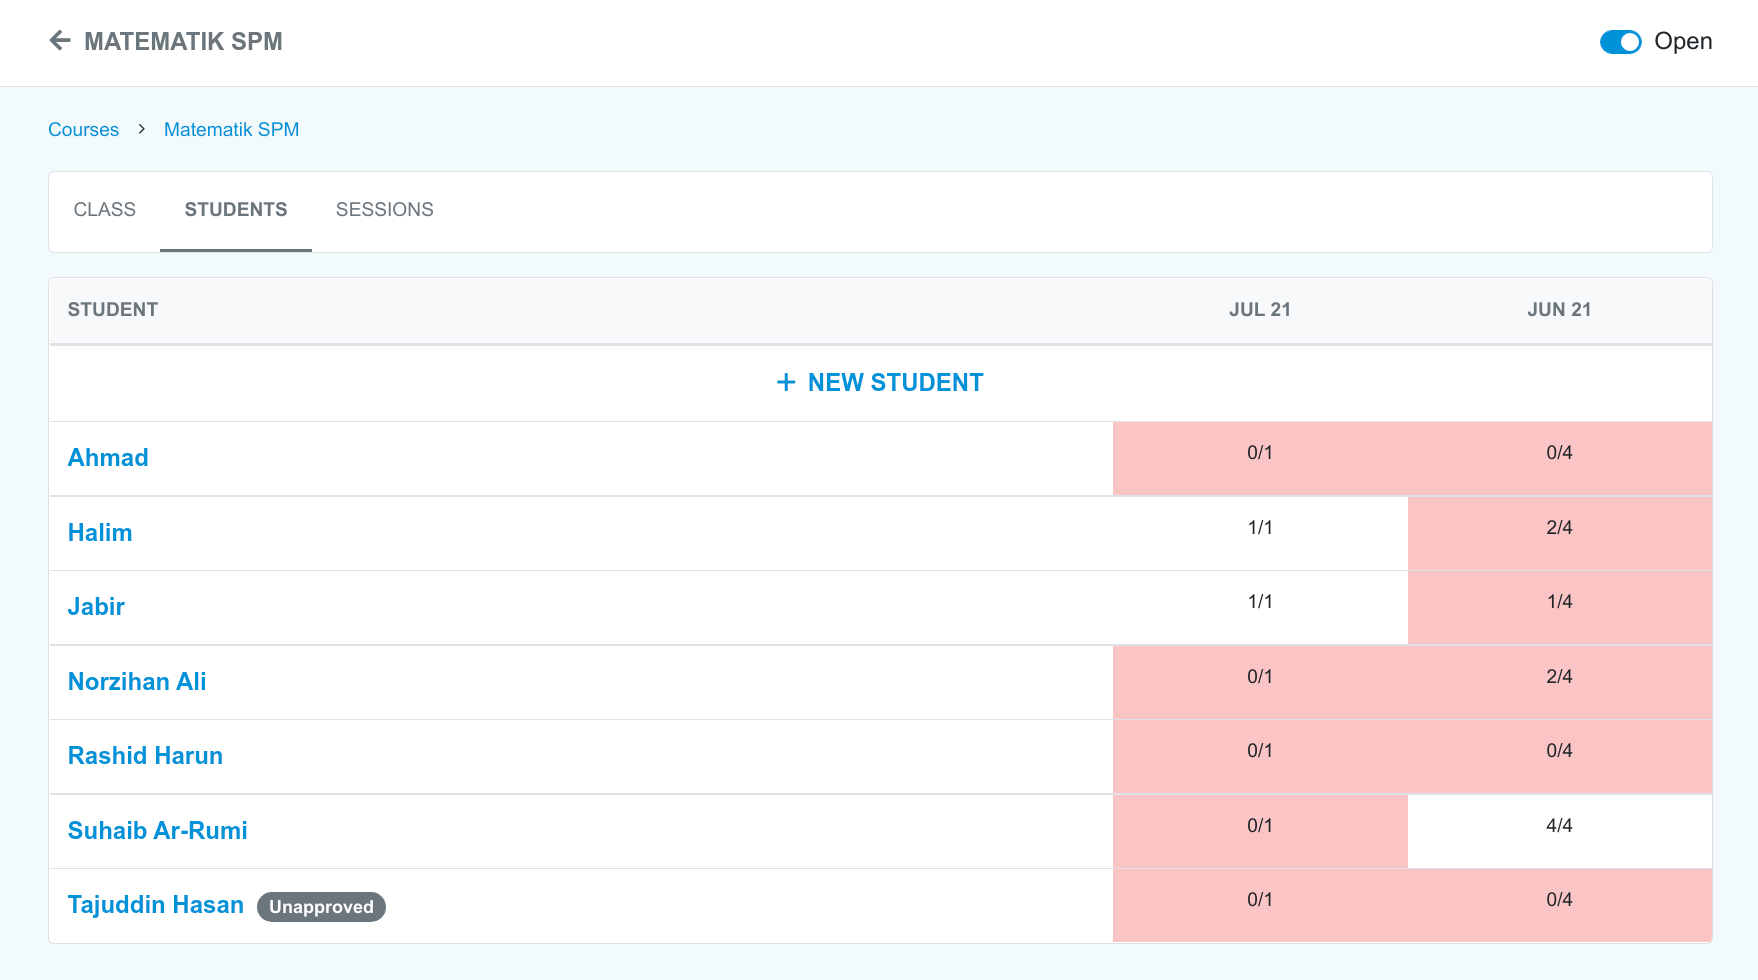 MATEMATIK SPM
Open
Courses > Matematik SPM
CLASS STUDENTS SESSIONS
STUDENT JUL 21 JUN 21
+ NEW STUDENT
Ahmad 0/1 0/4
Halim 1/1 2/4
Jabir 1/1 1/4
Norzihan Ali 0/1 2/4
Rashid Harun 0/1 0/4
Suhaib Ar-Rumi 0/1 4/4
Tajuddin Hasan Unapproved 0/1 0/4